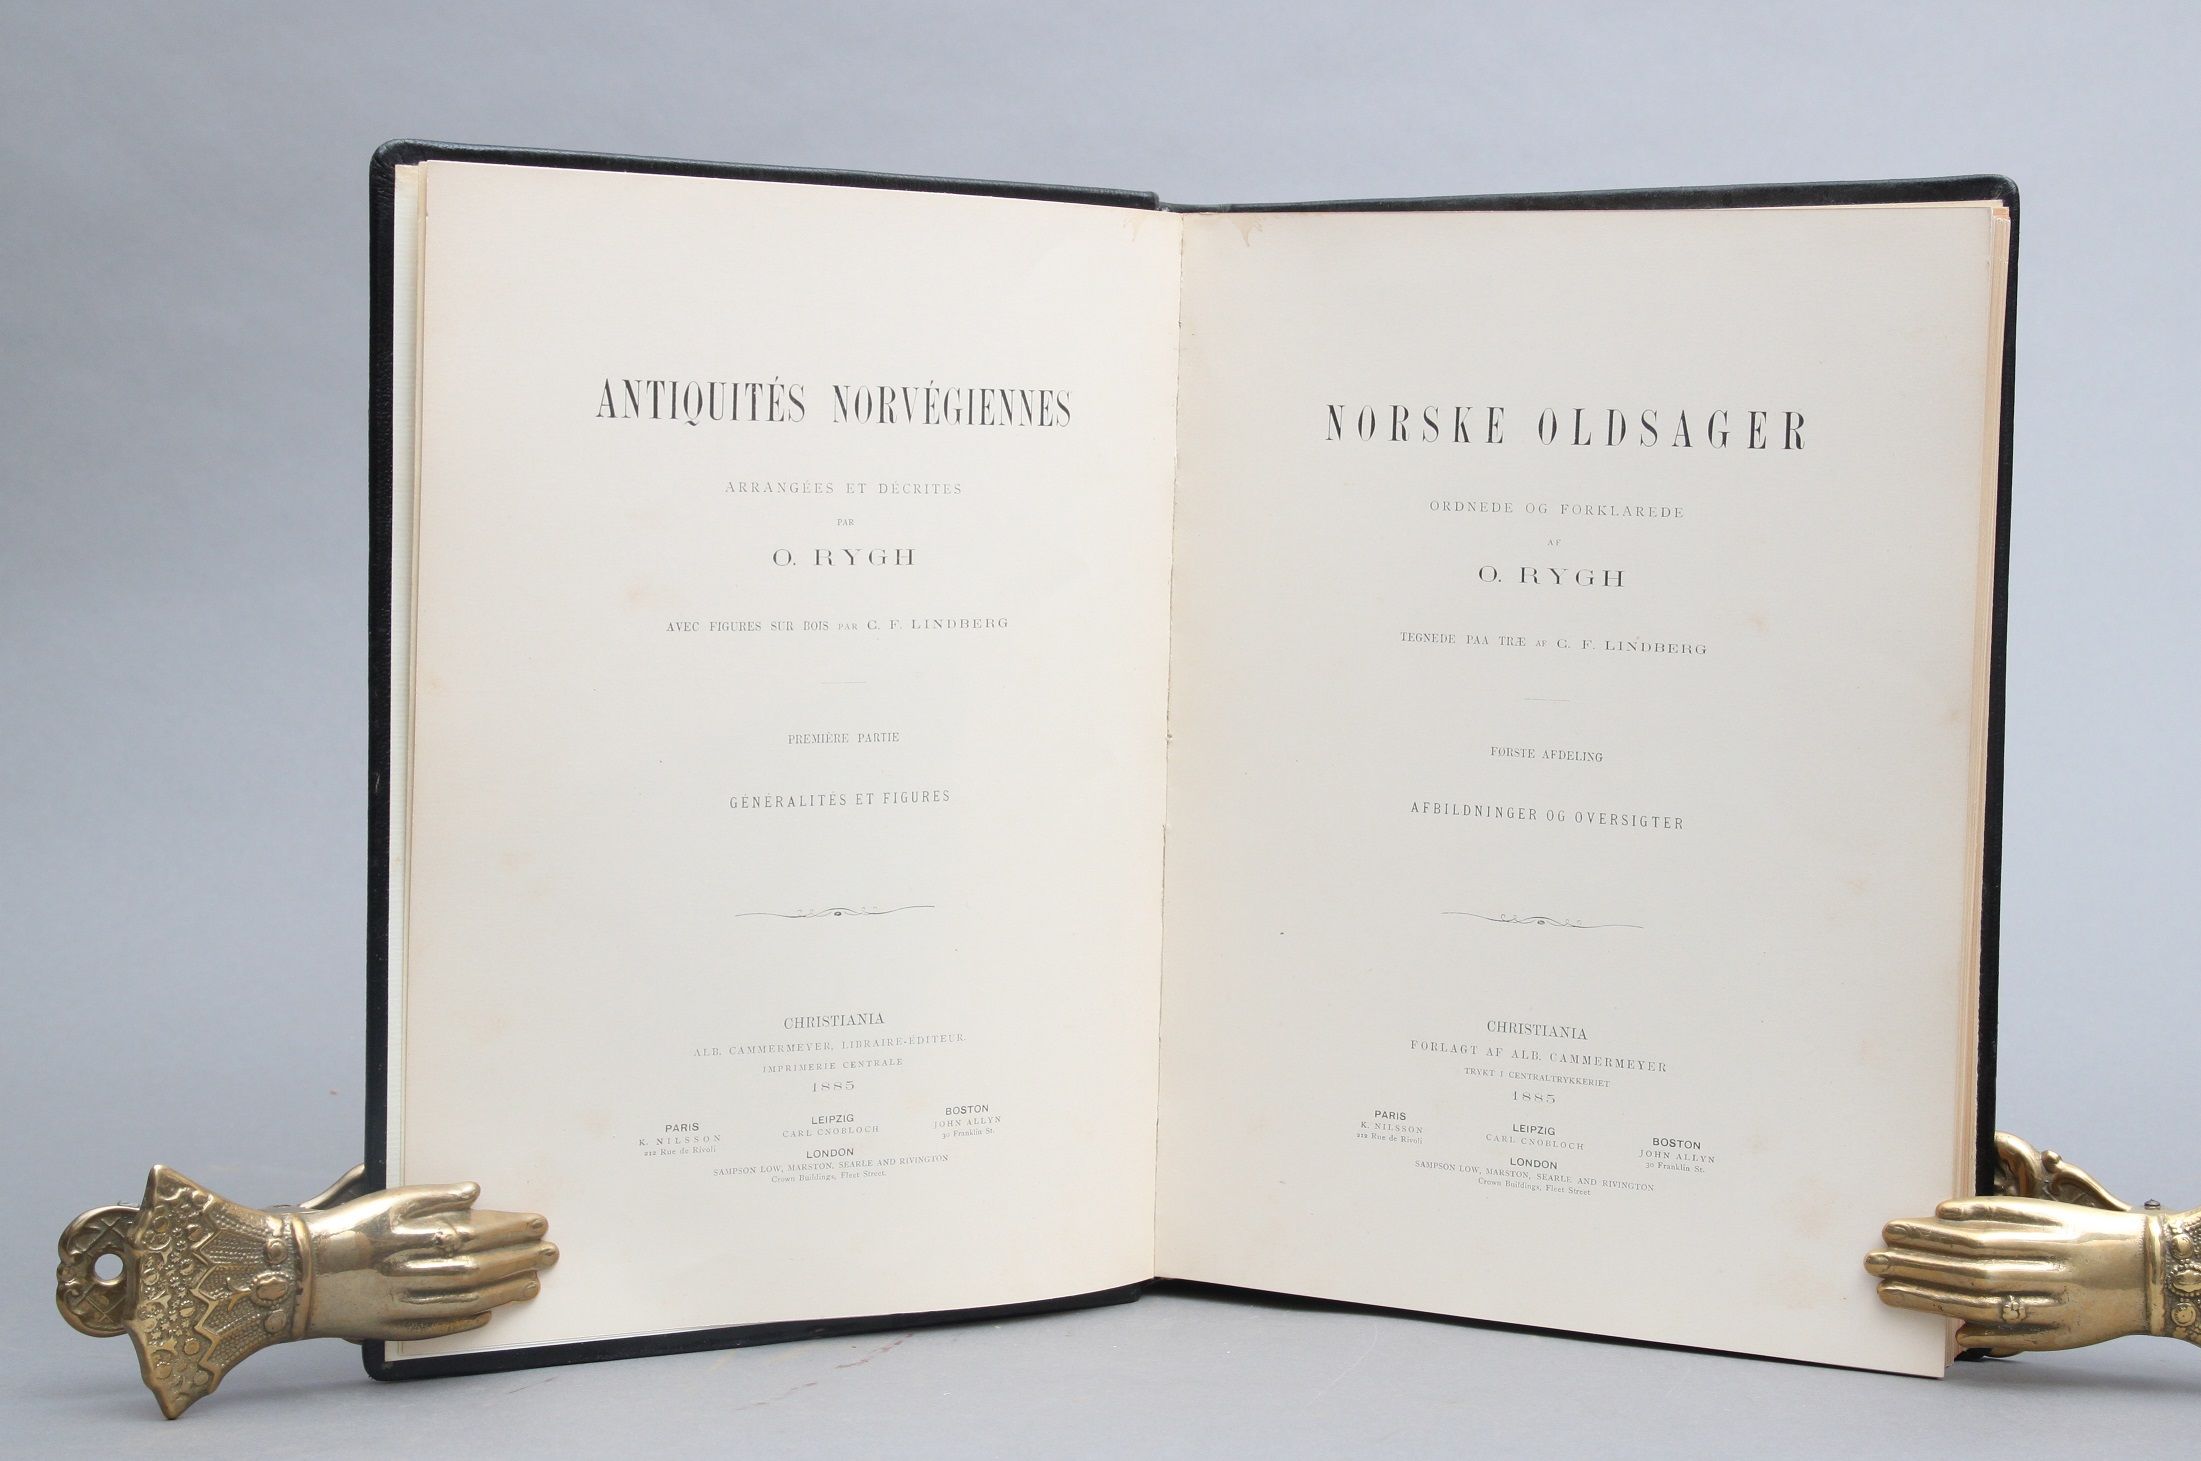 ANTIQUITÉS NORVÉGIENNES
ARRANGÉES ET DÉCRITES
PAR
O. RYGH
AVEC FIGURES SUR BOIS PAR C. F. LINDBERG
PREMIÈRE PARTIE
GÉNÉRALITÉS ET FIGURES
CHRISTIANIA
ALB. CAMMERMEYER, LIBRAIRE-ÉDITEUR.
IMPRIMERIE CENTRALE
1885
PARIS
K. NILSSON
212 Rue de Rivoli
LEIPZIG
CARL CNOBLOCH
BOSTON
JOHN ALLYN
30 Franklin St.
LONDON
SAMPSON LOW, MARSTON, SEARLE AND RIVINGTON
Crown Buildings, Fleet Street.
NORSKE OLDSAGER
ORDNEDE OG FORKLAREDE
AF
O. RYGH
TEGNEDE PAA TRÆ AF C. F. LINDBERG
FØRSTE AFDELING
AFBILDNINGER OG OVERSIGTER
CHRISTIANIA
FORLAGT AF ALB. CAMMERMEYER
TRYKT I CENTRALTRYKKERIET
1885
PARIS
K. NILSSON
212 Rue de Rivoli
LEIPZIG
CARL CNOBLOCH
BOSTON
JOHN ALLYN
30 Franklin St.
LONDON
SAMPSON LOW, MARSTON, SEARLE AND RIVINGTON
Crown Buildings, Fleet Street